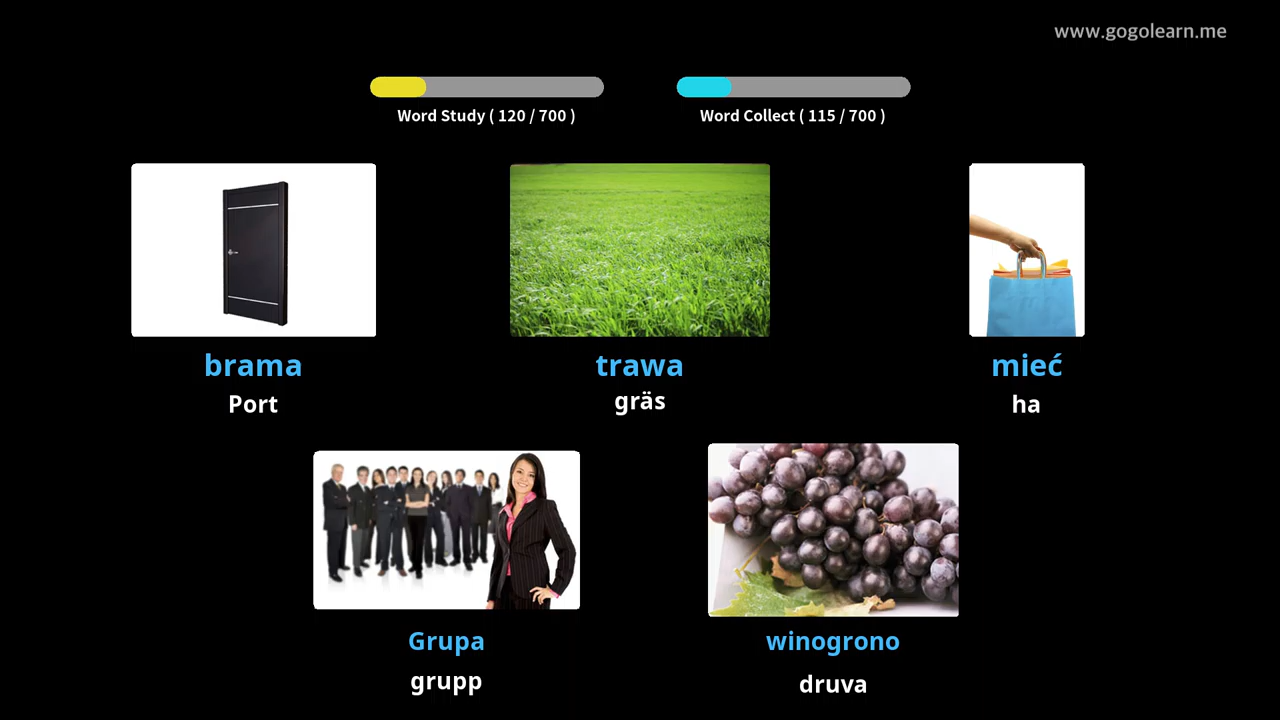 www.gogolearn.me
Word Study ( 120 / 700 )
Word Collect ( 115 / 700 )
brama
Port
trawa
gräs
mieć
ha
Grupa
grupp
winogrono
druva